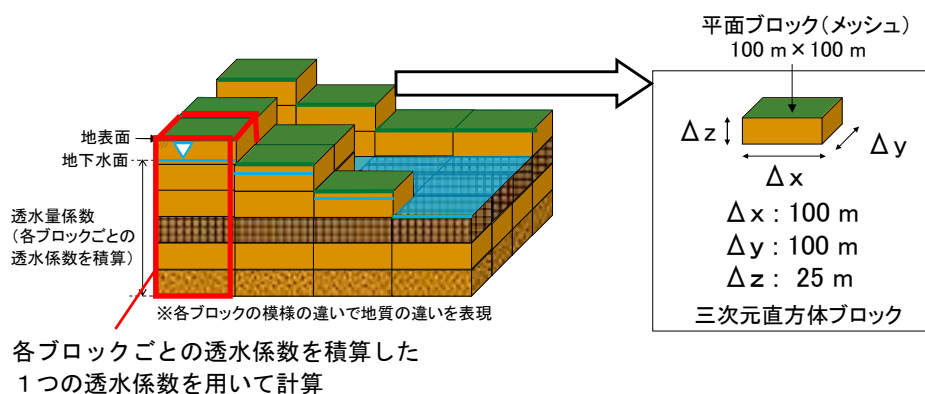 平面ブロック(メッシュ)
100 m×100 m
地表面
地下水面
透水量係数
(各ブロックごとの
透水係数を積算)
Δz
Δy
Δx
Δx : 100 m
Δy : 100 m
Δz : 25 m
三次元直方体ブロック
※各ブロックの模様の違いで地質の違いを表現
各ブロックごとの透水係数を積算した
1つの透水係数を用いて計算